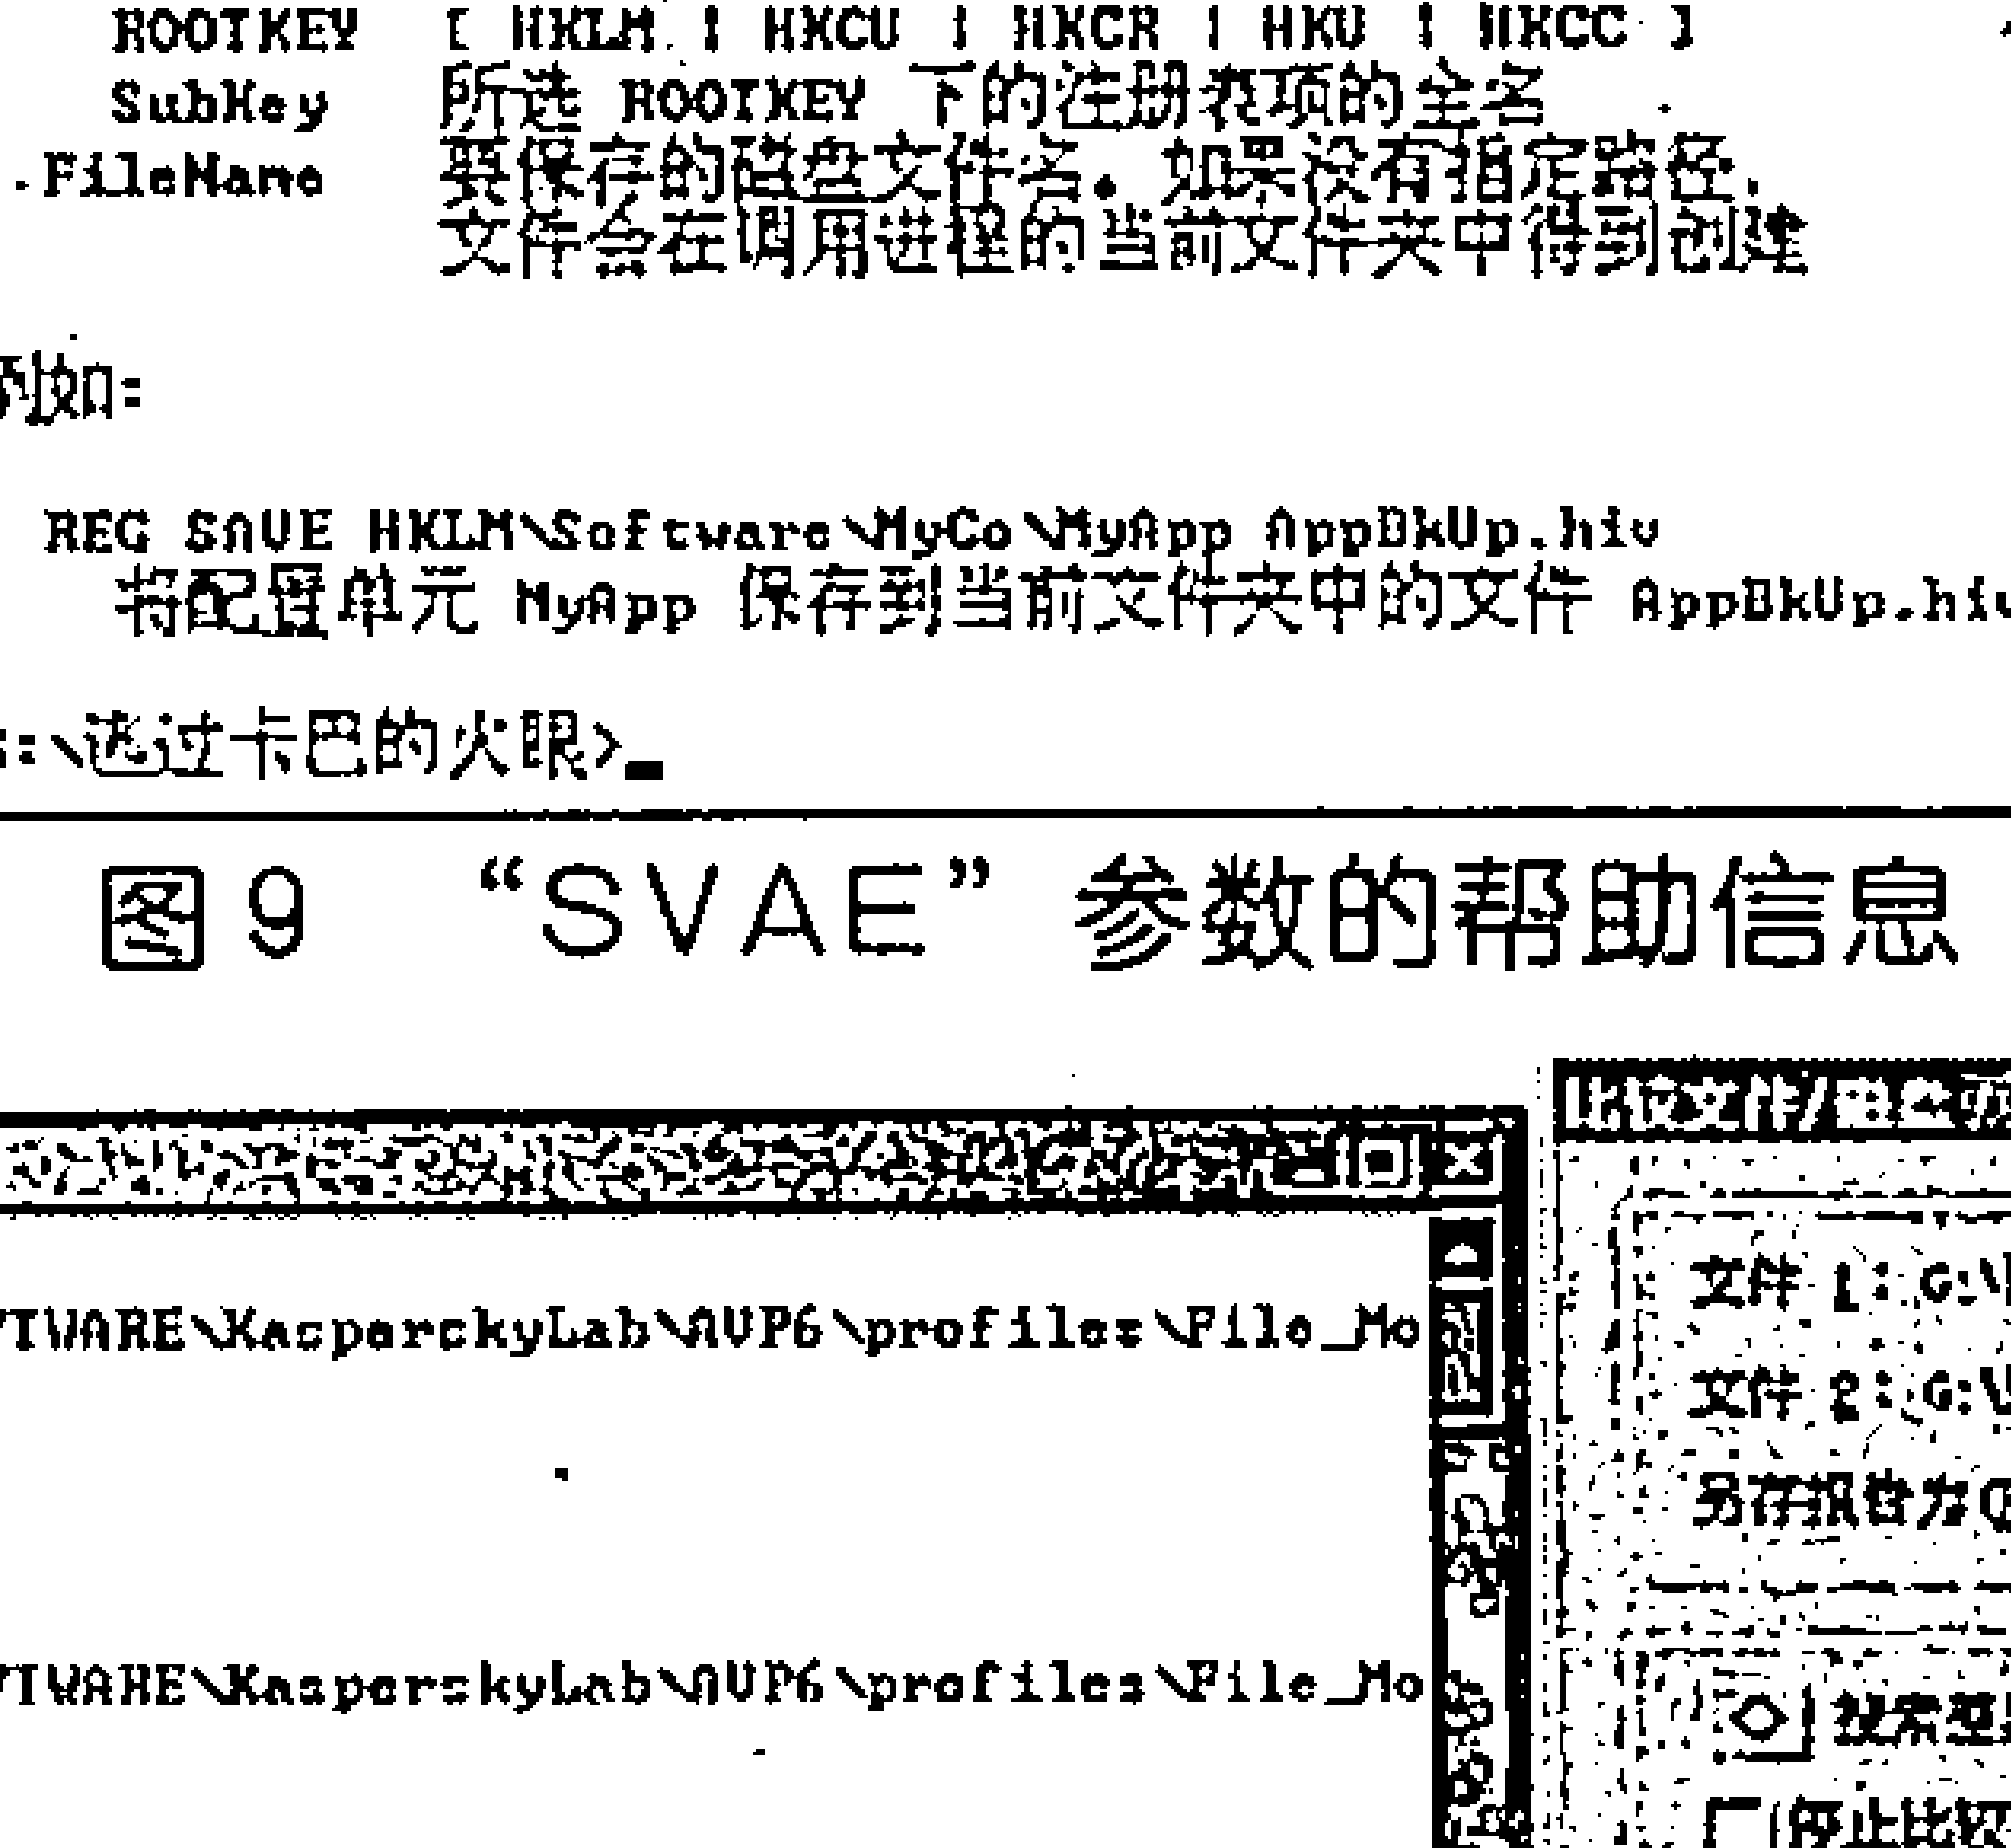 ROOTKEY [ HKLM | HKCU | HKCR | HKU | HKCC ]
SubKey 所选 ROOTKEY 下的注册表项的全名
FileName 要保存的磁盘文件名。如果没有指定路径,
文件会在调用进程的当前文件夹中得到创建
例如:
REG SAVE HKLM\Software\MyCo\MyApp AppBkUp.hiv
将配置单元 MyApp 保存到当前文件夹中的文件 AppBkUp.hiv
:\逃过卡巴的火眼>
图9 “SVAE”参数的帮助信息
TWARE\KasperskyLab\AVP6\profiles\File_Mo
TWARE\KasperskyLab\AVP6\profiles\File_Mo
文件 1: G:\
文件 2: G:\
另存报告为(